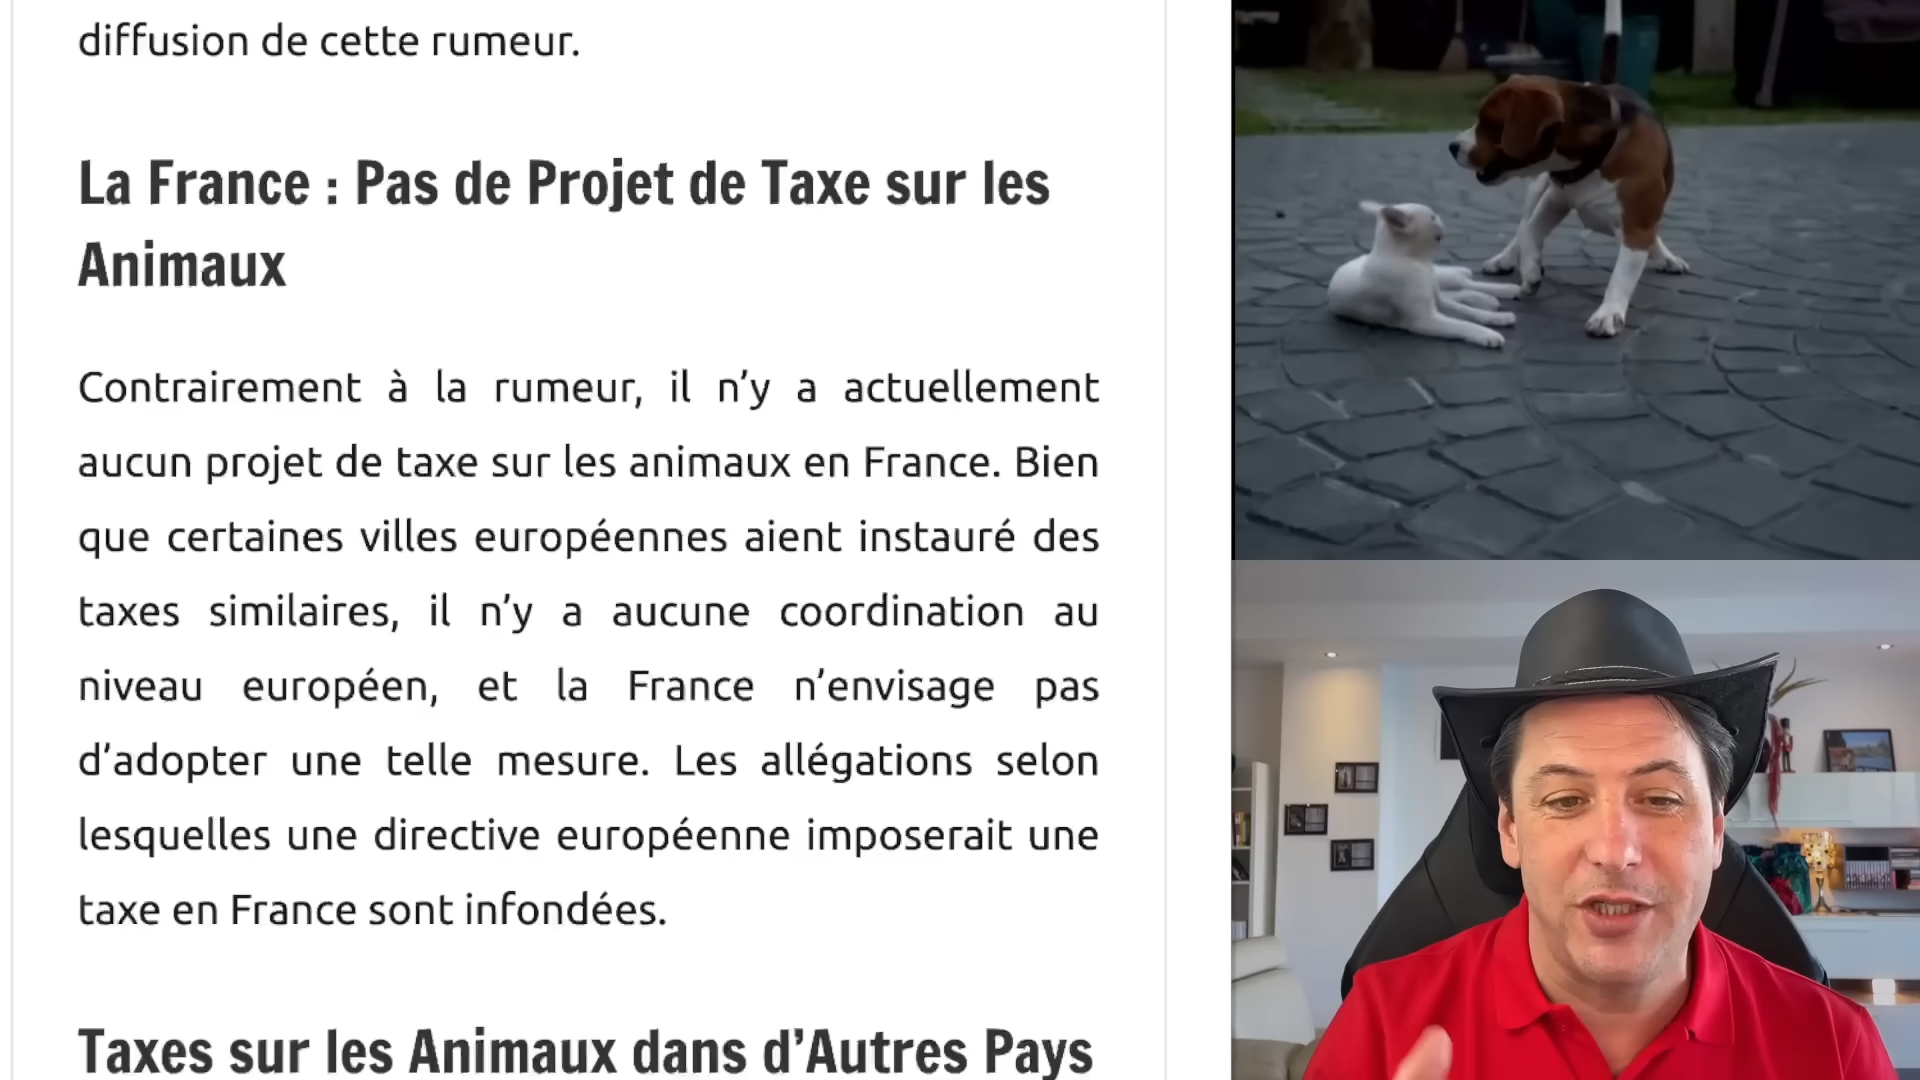 diffusion de cette rumeur.
La France : Pas de Projet de Taxe sur les
Animaux
Contrairement à la rumeur, il n’y a actuellement
aucun projet de taxe sur les animaux en France. Bien
que certaines villes européennes aient instauré des
taxes similaires, il n’y a aucune coordination au
niveau européen, et la France n’envisage pas
d’adopter une telle mesure. Les allégations selon
lesquelles une directive européenne imposerait une
taxe en France sont infondées.
Taxes sur les Animaux dans d’Autres Pays